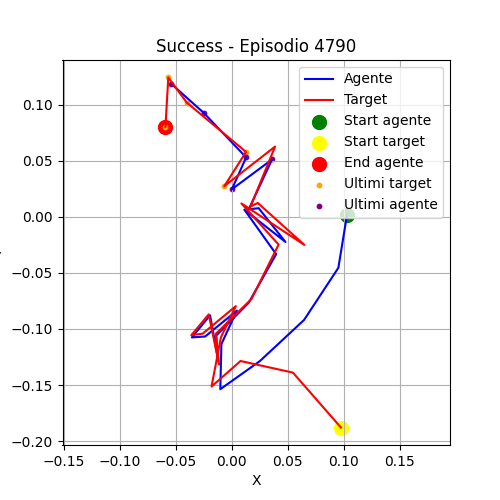 Success - Episodio 4790
Agente
Target
Start agente
Start target
End agente
Ultimi target
Ultimi agente
0.10
0.05
0.00
−0.05
−0.10
−0.15
−0.20
−0.15
−0.10
−0.05
0.00
0.05
0.10
0.15
X